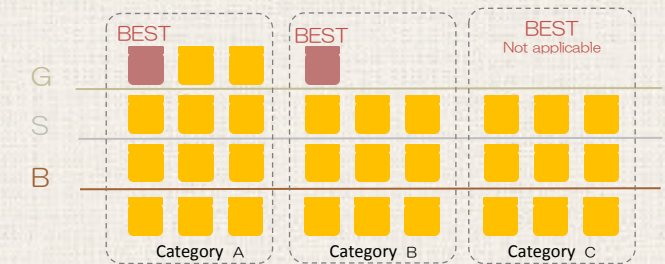 BEST
BEST
BEST
Not applicable
G
S
B
Category A
Category B
Category C